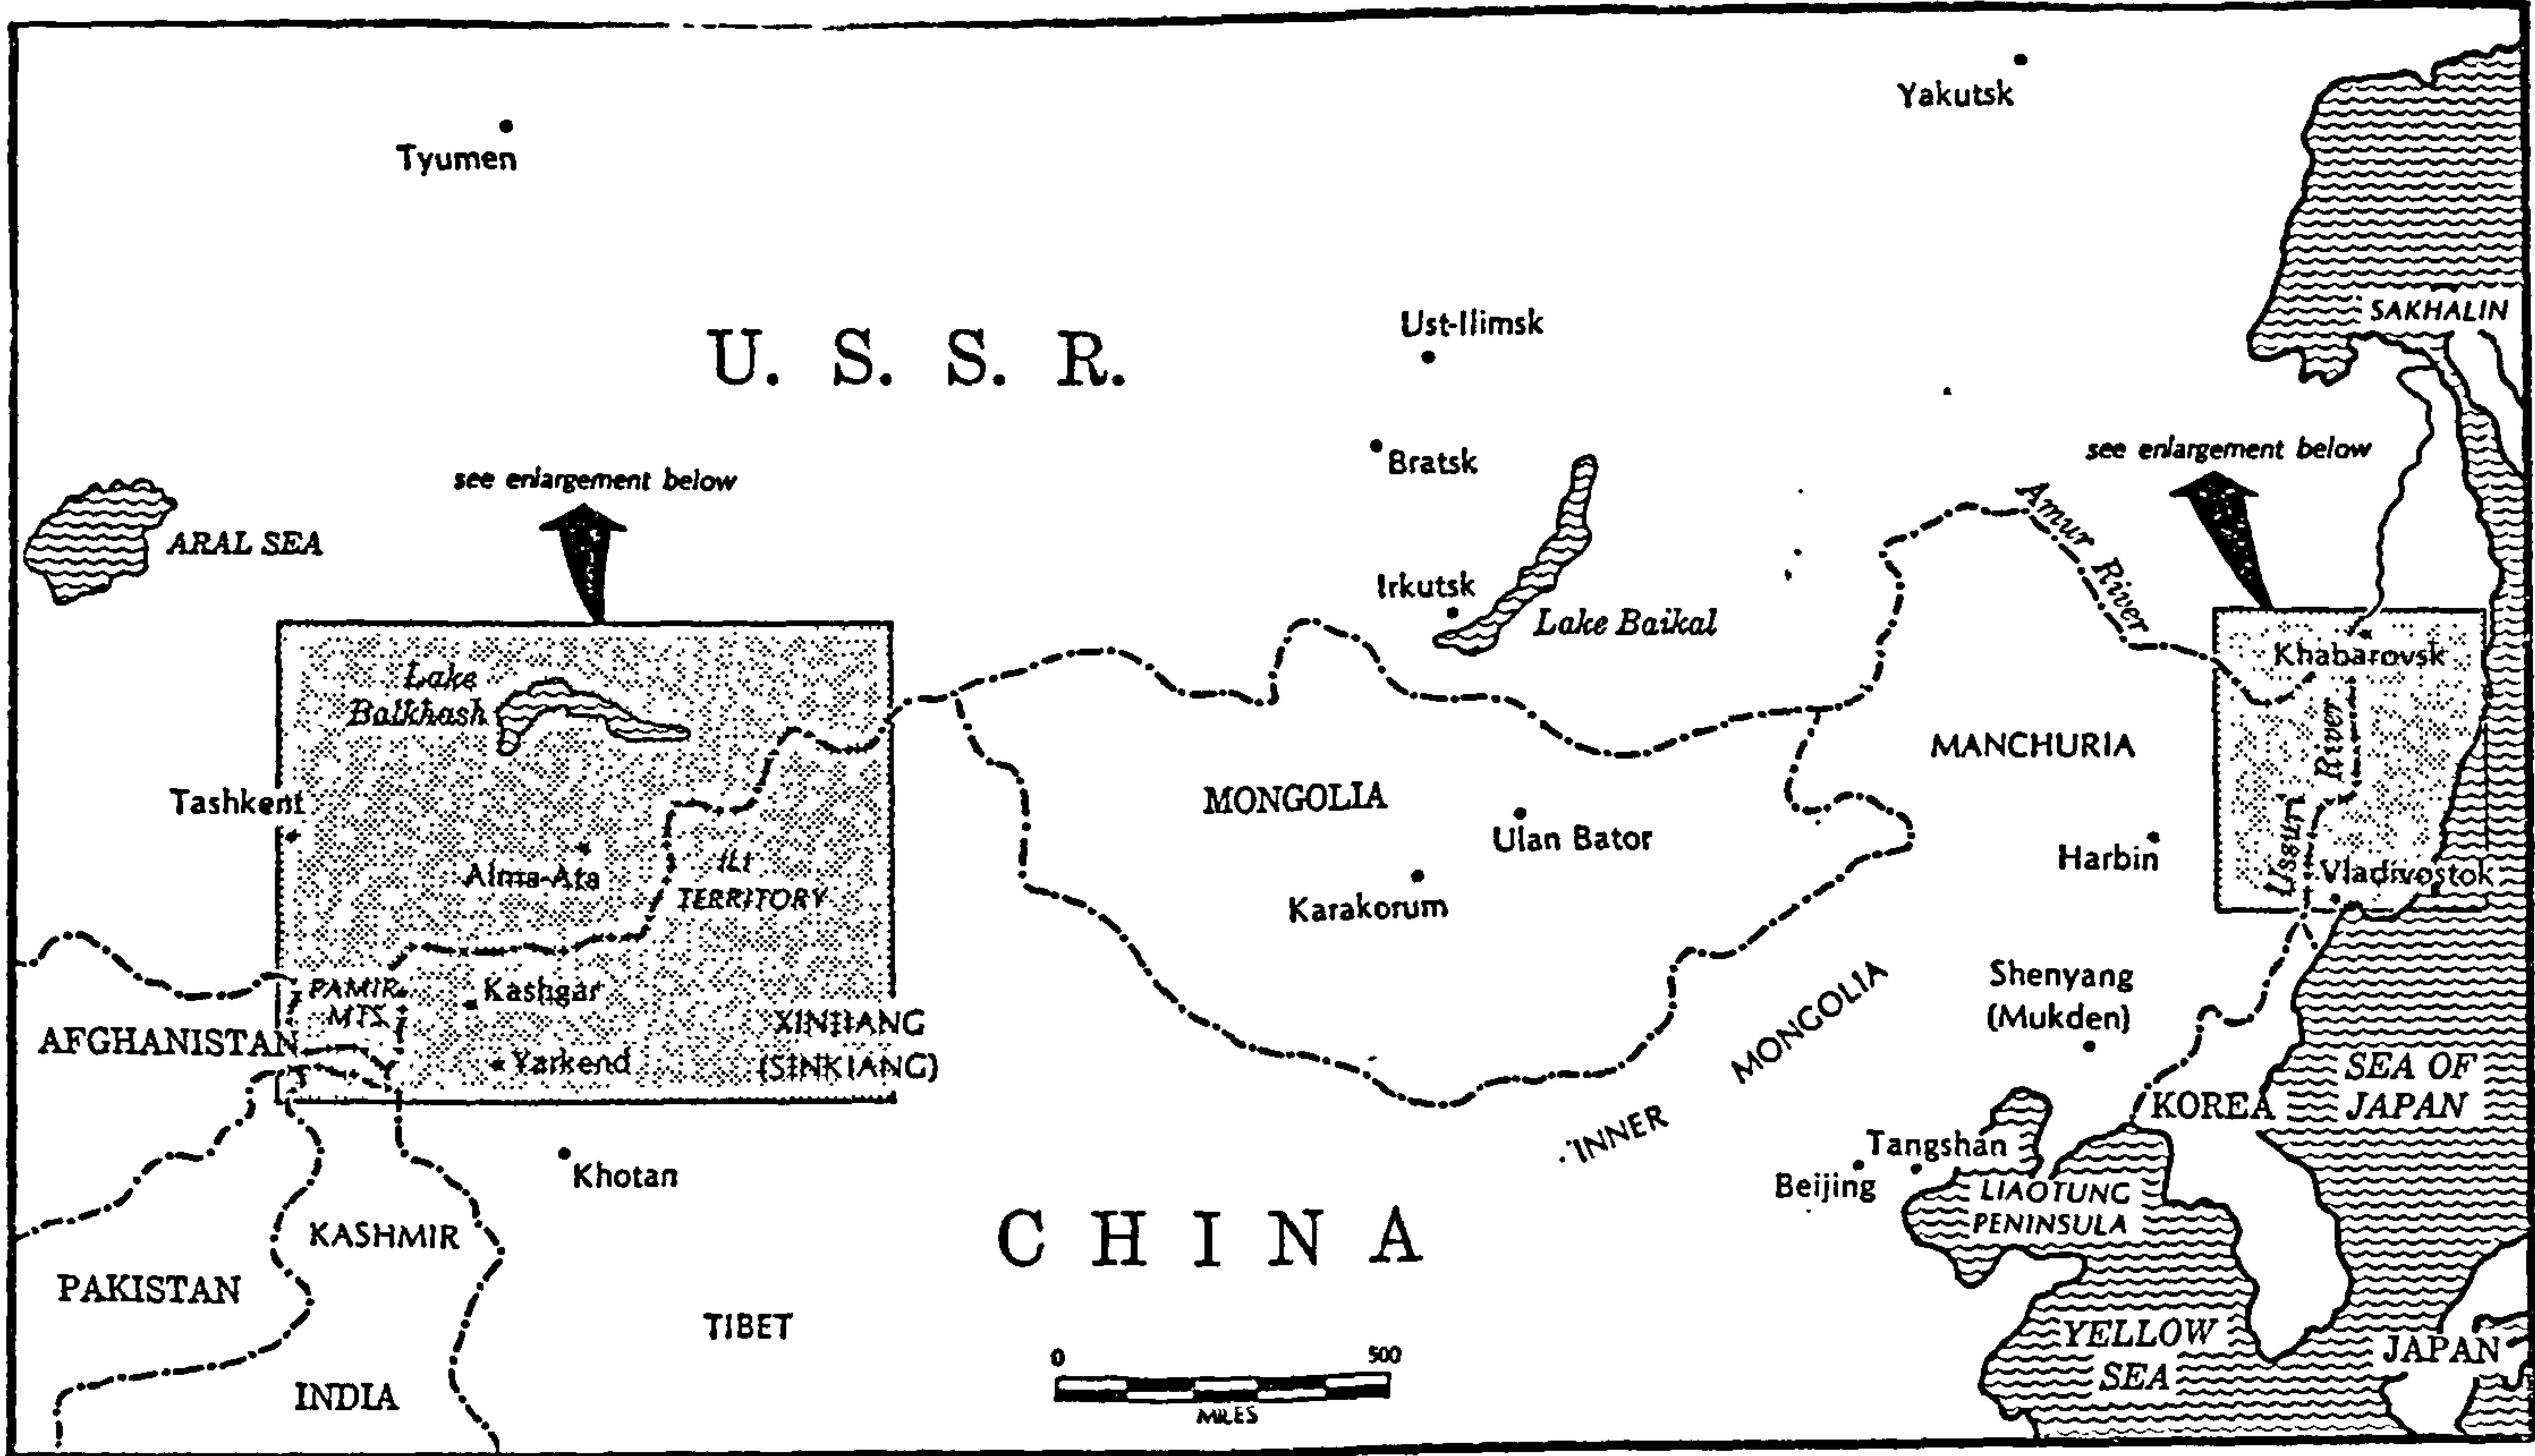 Yakutsk
Tyumen
SAKHALIN
Ust-Ilimsk
U. S. S. R.
see enlargement below
Bratsk
see enlargement below
Amur River
ARAL SEA
Irkutsk
Lake Baikal
Khabarovsk
Lake
Balkhash
MANCHURIA
Ussuri River
Tashkent
MONGOLIA
Ulan Bator
Alma-Ata
ILI
TERRITORY
Harbin
Vladivostok
Karakorum
PAMIR
MTS.
Kashgar
Shenyang
(Mukden)
AFGHANISTAN
XINJIANG
(SINKIANG)
Yarkend
INNER MONGOLIA
SEA OF
JAPAN
KOREA
Tangshan
Khotan
Beijing
LIAOTUNG
PENINSULA
KASHMIR
CHINA
PAKISTAN
TIBET
YELLOW
SEA
JAPAN
0 500
MILES
INDIA